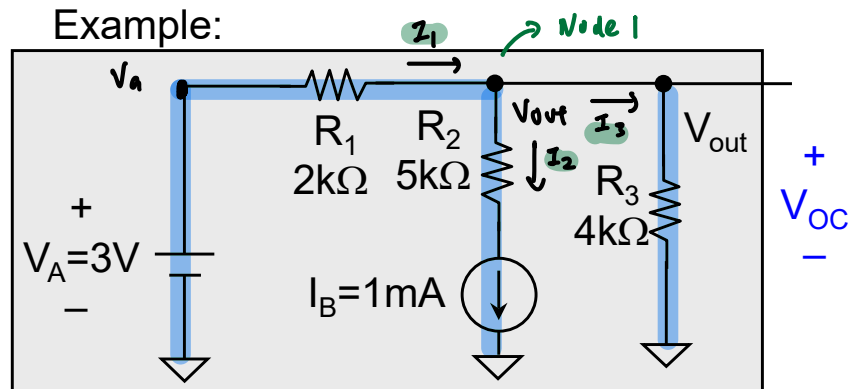 Example:
I₁
Node 1
Va
Vout
I₃
R₁
2kΩ
R₂
5kΩ
I₂
R₃
4kΩ
Vout
+
VOC
−
+
VA=3V
−
IB=1mA